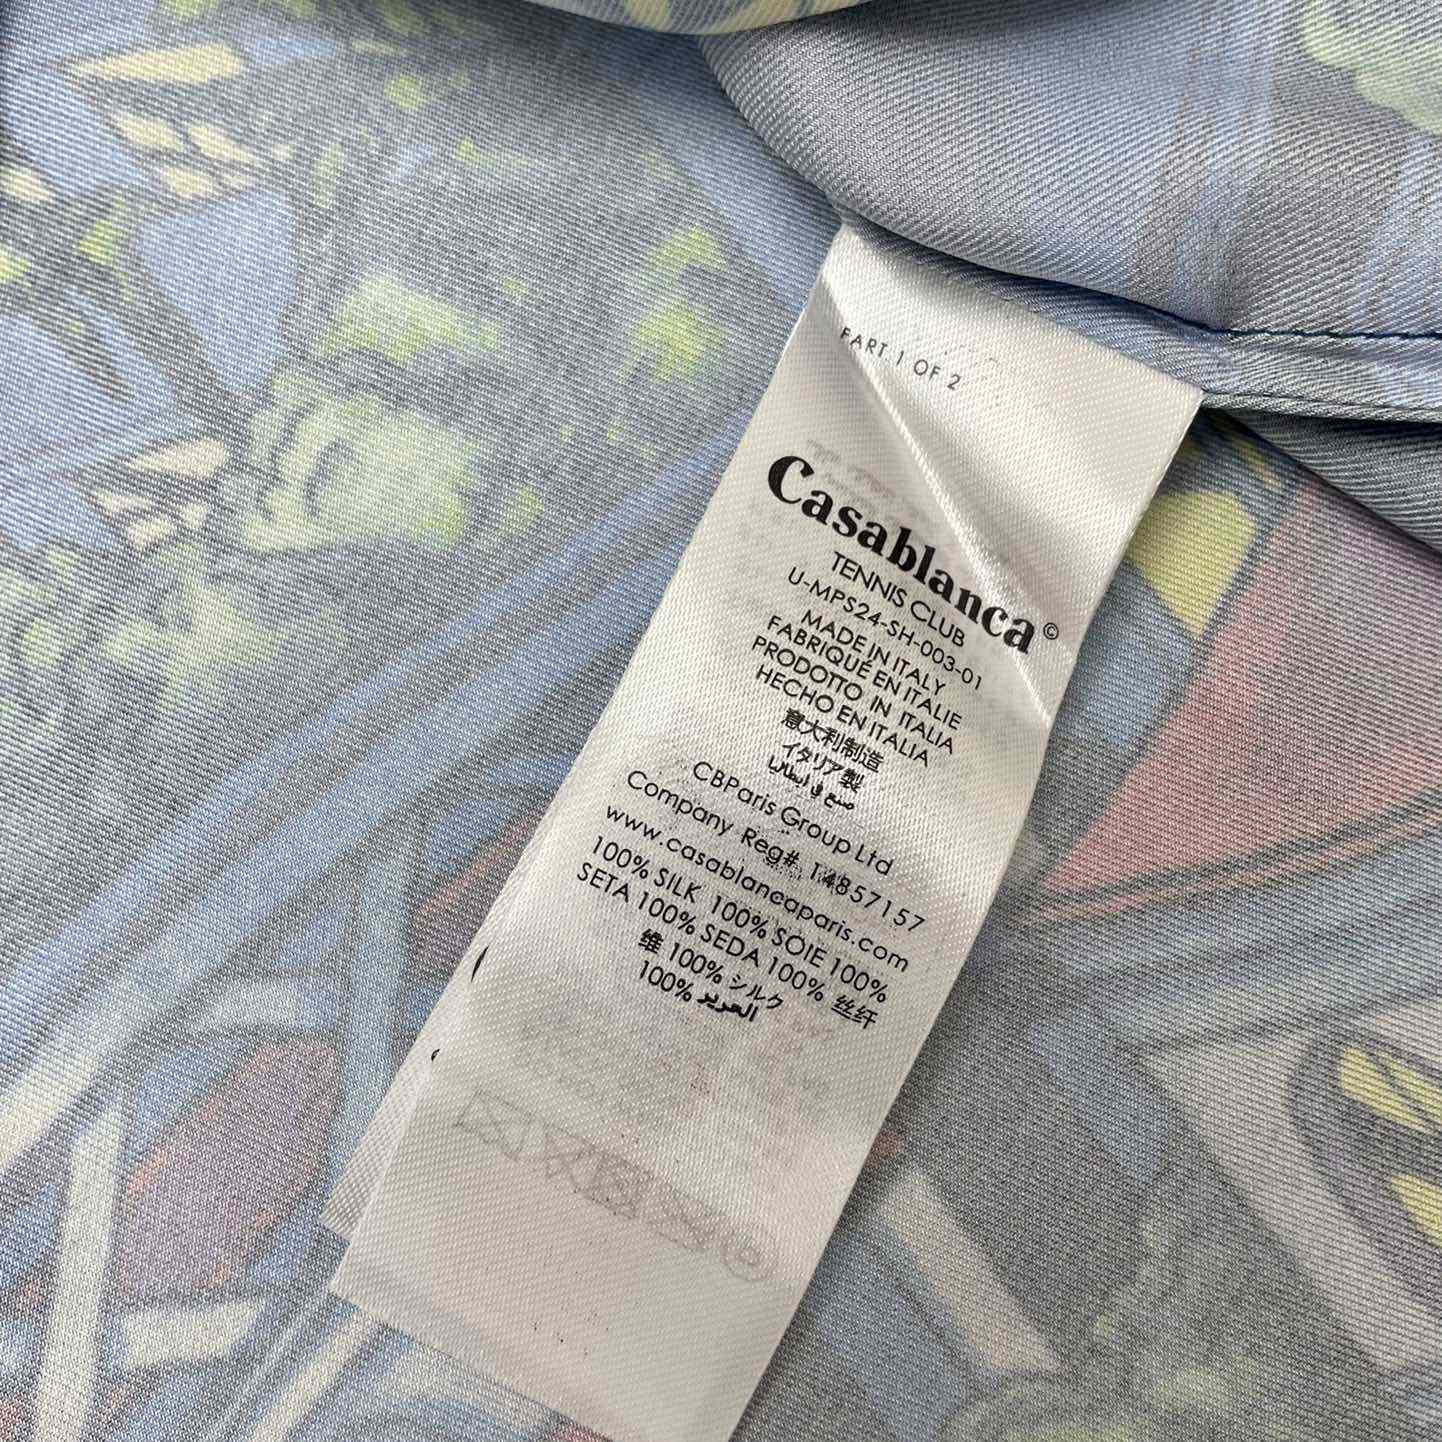 PART 1 OF 2
Casablanca©
TENNIS CLUB
U-MPS24-SH-003-01
MADE IN ITALY
FABRIQUÉ EN ITALIE
PRODOTTO IN ITALIA
HECHO EN ITALIA
意大利制造
イタリア製
صنع في ايطاليا
CBParis Group Ltd
Company Reg# 14857157
www.casablancaparis.com
100% SILK 100% SOIE 100%
SETA 100% SEDA 100% 丝纤
维 100% シルク
100% الحرير